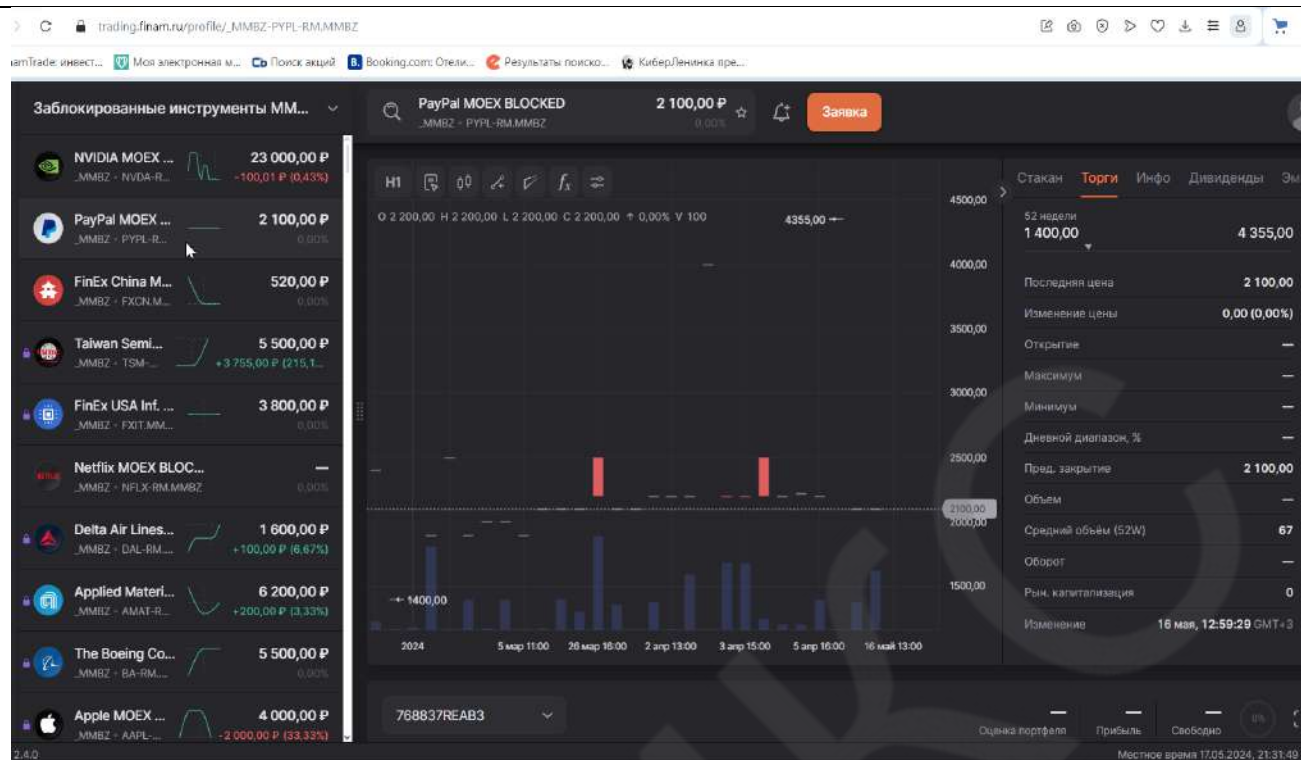 trading.finam.ru/profile/_MMBZ-PYPL-RM.MMBZ
amTrade: инвест... Моя электронная м... Сb Поиск акций B. Booking.com: Отели... Результаты поиско... КиберЛенинка пре...
Заблокированные инструменты ММ...
PayPal MOEX BLOCKED 2 100,00 ₽ Заявка
_MMBZ - PYPL-RM.MMBZ 0,00%
NVIDIA MOEX ... 23 000,00 ₽
_MMBZ - NVDA-R... -100,01 ₽ (0,43%)
PayPal MOEX ... 2 100,00 ₽
_MMBZ - PYPL-R... 0,00%
FinEx China M... 520,00 ₽
_MMBZ - FXCN.M... 0,00%
Taiwan Semi... 5 500,00 ₽
_MMBZ - TSM-... +3 755,00 ₽ (215,1...
FinEx USA Inf. ... 3 800,00 ₽
_MMBZ - FXIT.MM... 0,00%
Netflix MOEX BLOC... —
_MMBZ - NFLX-RM.MMBZ 0,00%
Delta Air Lines... 1 600,00 ₽
_MMBZ - DAL-RM.... +100,00 ₽ (6,67%)
Applied Materi... 6 200,00 ₽
_MMBZ - AMAT-R... +200,00 ₽ (3,33%)
The Boeing Co... 5 500,00 ₽
_MMBZ - BA-RM.... 0,00%
Apple MOEX ... 4 000,00 ₽
_MMBZ - AAPL-... -2 000,00 ₽ (33,33%)
2.4.0
H1 fx
O 2 200,00 H 2 200,00 L 2 200,00 C 2 200,00 ↑ 0,00% V 100
4355,00
1400,00
4500,00
4000,00
3500,00
3000,00
2500,00
2100,00
2000,00
1500,00
2024 5 мар 11:00 26 мар 16:00 2 апр 13:00 3 апр 15:00 5 апр 16:00 16 май 13:00
Стакан Торги Инфо Дивиденды Эм
52 недели
1 400,00 4 355,00
Последняя цена 2 100,00
Изменение цены 0,00 (0,00%)
Открытие —
Максимум —
Минимум —
Дневной диапазон, % —
Пред. закрытие 2 100,00
Объем —
Средний объём (52W) 67
Оборот —
Рын. капитализация 0
Изменение 16 мая, 12:59:29 GMT+3
768837REAB3
— — — 0%
Оценка портфеля Прибыль Свободно
Местное время 17.05.2024, 21:31:49